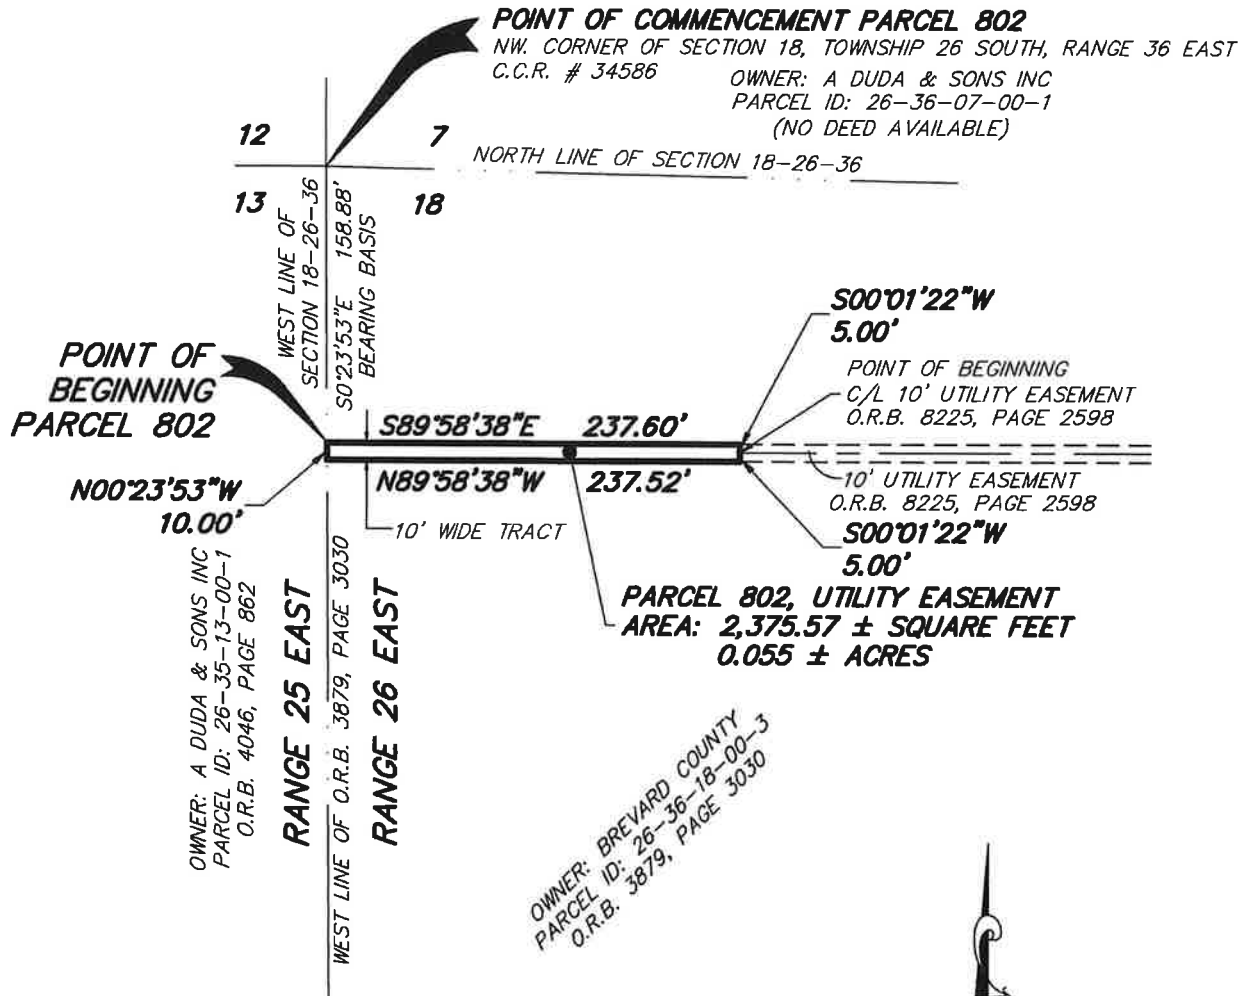 POINT OF COMMENCEMENT PARCEL 802
NW. CORNER OF SECTION 18, TOWNSHIP 26 SOUTH, RANGE 36 EAST
C.C.R. # 34586
OWNER: A DUDA & SONS INC
PARCEL ID: 26-36-07-00-1
(NO DEED AVAILABLE)
12
7
NORTH LINE OF SECTION 18-26-36
13
18
WEST LINE OF
SECTION 18-26-36
S0°23'53"E 158.88'
BEARING BASIS
S00°01'22"W
5.00'
POINT OF
BEGINNING
PARCEL 802
POINT OF BEGINNING
C/L 10' UTILITY EASEMENT
O.R.B. 8225, PAGE 2598
S89°58'38"E 237.60'
N89°58'38"W 237.52'
N00°23'53"W
10.00'
10' UTILITY EASEMENT
O.R.B. 8225, PAGE 2598
10' WIDE TRACT
S00°01'22"W
5.00'
PARCEL 802, UTILITY EASEMENT
AREA: 2,375.57 ± SQUARE FEET
0.055 ± ACRES
OWNER: A DUDA & SONS INC
PARCEL ID: 26-35-13-00-1
O.R.B. 4046, PAGE 862
RANGE 25 EAST
WEST LINE OF O.R.B. 3879, PAGE 3030
RANGE 26 EAST
OWNER: BREVARD COUNTY
PARCEL ID: 26-36-18-00-3
O.R.B. 3879, PAGE 3030